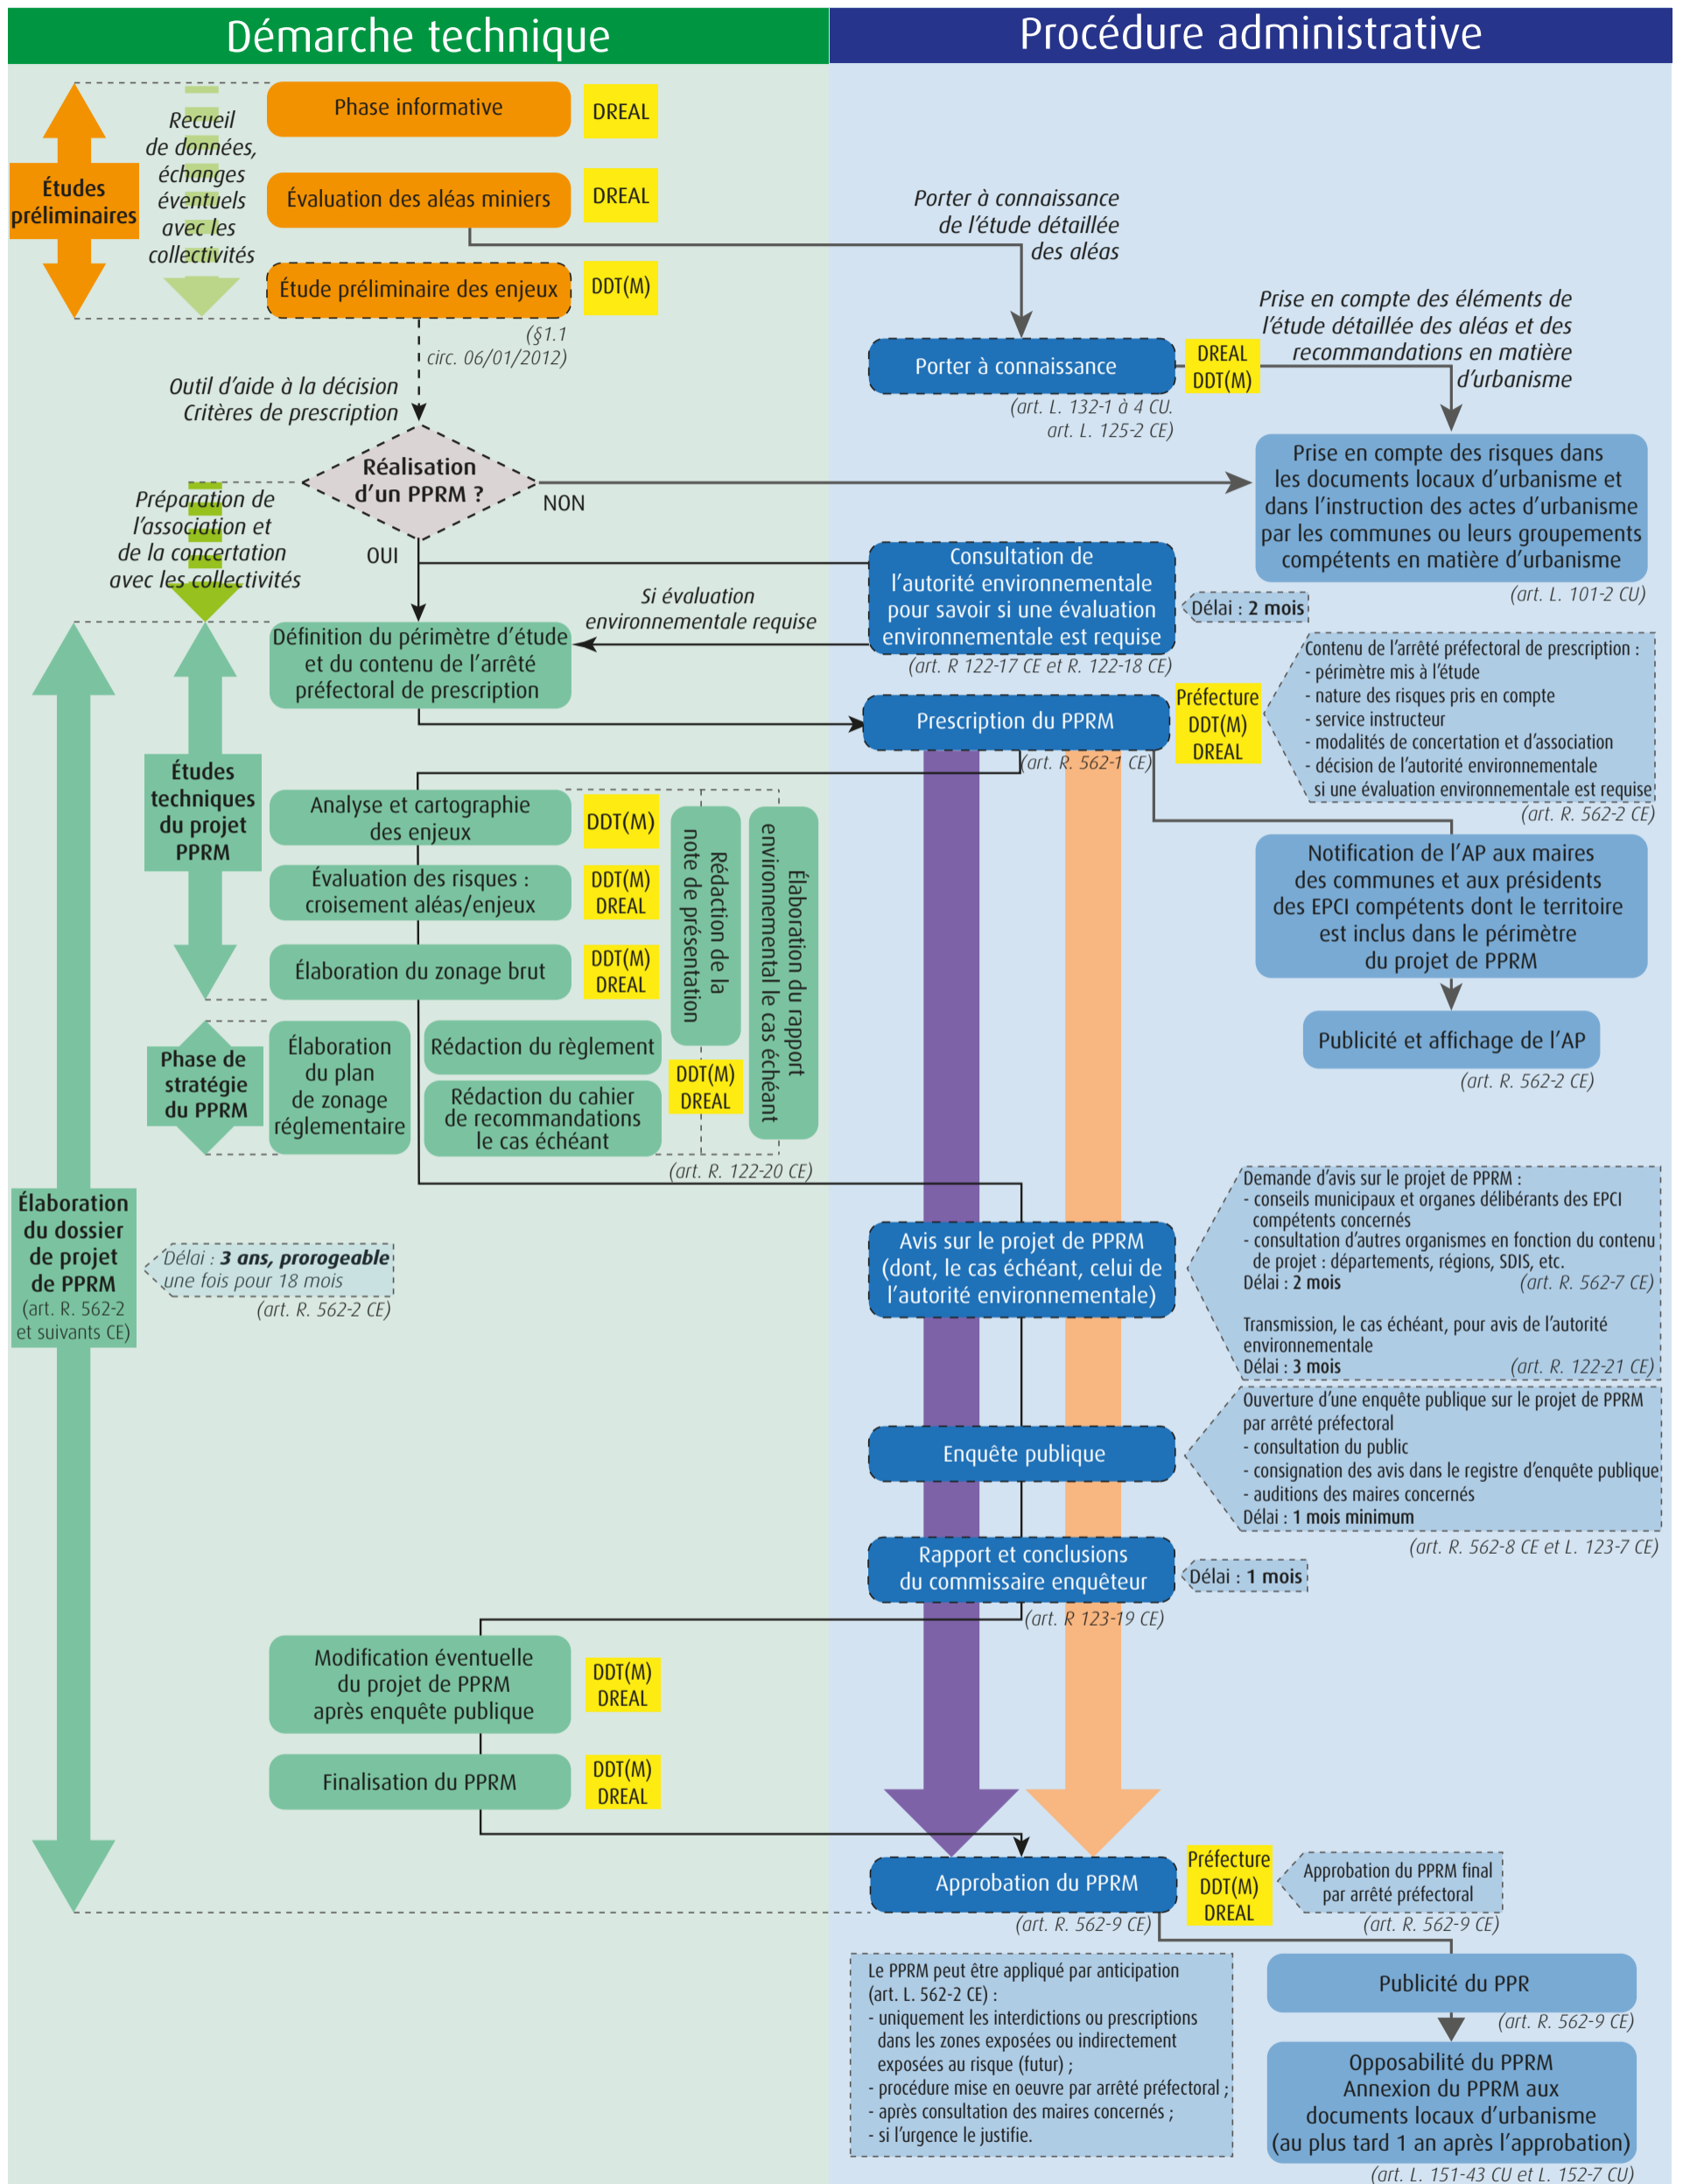 Démarche technique
Procédure administrative
Études
préliminaires
Recueil
de données,
échanges
éventuels
avec les
collectivités
Phase informative
DREAL
Évaluation des aléas miniers
DREAL
Étude préliminaire des enjeux
DDT(M)
(§1.1
circ. 06/01/2012)
Porter à connaissance
de l'étude détaillée
des aléas
Porter à connaissance
DREAL
DDT(M)
(art. L. 132-1 à 4 CU.
art. L. 125-2 CE)
Prise en compte des éléments de
l'étude détaillée des aléas et des
recommandations en matière
d'urbanisme
Outil d'aide à la décision
Critères de prescription
Réalisation
d'un PPRM ?
NON
OUI
Prise en compte des risques dans
les documents locaux d'urbanisme et
dans l'instruction des actes d'urbanisme
par les communes ou leurs groupements
compétents en matière d'urbanisme
(art. L. 101-2 CU)
Préparation de
l'association et
de la concertation
avec les collectivités
Consultation de
l'autorité environnementale
pour savoir si une évaluation
environnementale est requise
(art. R 122-17 CE et R. 122-18 CE)
Délai : 2 mois
Si évaluation
environnementale requise
Définition du périmètre d'étude
et du contenu de l'arrêté
préfectoral de prescription
Prescription du PPRM
(art. R. 562-1 CE)
Préfecture
DDT(M)
DREAL
Contenu de l'arrêté préfectoral de prescription :
- périmètre mis à l'étude
- nature des risques pris en compte
- service instructeur
- modalités de concertation et d'association
- décision de l'autorité environnementale
si une évaluation environnementale est requise
(art. R. 562-2 CE)
Études
techniques
du projet
PPRM
Analyse et cartographie
des enjeux
DDT(M)
Évaluation des risques :
croisement aléas/enjeux
DDT(M)
DREAL
Élaboration du zonage brut
DDT(M)
DREAL
Rédaction de la
note de présentation
Élaboration du rapport
environnemental le cas échéant
Notification de l'AP aux maires
des communes et aux présidents
des EPCI compétents dont le territoire
est inclus dans le périmètre
du projet de PPRM
Publicité et affichage de l'AP
(art. R. 562-2 CE)
Phase de
stratégie
du PPRM
Élaboration
du plan
de zonage
réglementaire
Rédaction du règlement
Rédaction du cahier
de recommandations
le cas échéant
DDT(M)
DREAL
(art. R. 122-20 CE)
Élaboration
du dossier
de projet
de PPRM
(art. R. 562-2
et suivants CE)
Délai : 3 ans, prorogeable
une fois pour 18 mois
(art. R. 562-2 CE)
Avis sur le projet de PPRM
(dont, le cas échéant, celui de
l'autorité environnementale)
Demande d'avis sur le projet de PPRM :
- conseils municipaux et organes délibérants des EPCI
compétents concernés
- consultation d'autres organismes en fonction du contenu
de projet : départements, régions, SDIS, etc.
Délai : 2 mois (art. R. 562-7 CE)
Transmission, le cas échéant, pour avis de l'autorité
environnementale
Délai : 3 mois (art. R. 122-21 CE)
Enquête publique
Ouverture d'une enquête publique sur le projet de PPRM
par arrêté préfectoral
- consultation du public
- consignation des avis dans le registre d'enquête publique
- auditions des maires concernés
Délai : 1 mois minimum
(art. R. 562-8 CE et L. 123-7 CE)
Rapport et conclusions
du commissaire enquêteur
Délai : 1 mois
(art. R 123-19 CE)
Modification éventuelle
du projet de PPRM
après enquête publique
DDT(M)
DREAL
Finalisation du PPRM
DDT(M)
DREAL
Approbation du PPRM
(art. R. 562-9 CE)
Préfecture
DDT(M)
DREAL
Approbation du PPRM final
par arrêté préfectoral
(art. R. 562-9 CE)
Le PPRM peut être appliqué par anticipation
(art. L. 562-2 CE) :
- uniquement les interdictions ou prescriptions
dans les zones exposées ou indirectement
exposées au risque (futur) ;
- procédure mise en oeuvre par arrêté préfectoral ;
- après consultation des maires concernés ;
- si l'urgence le justifie.
Publicité du PPR
(art. R. 562-9 CE)
Opposabilité du PPRM
Annexion du PPRM aux
documents locaux d'urbanisme
(au plus tard 1 an après l'approbation)
(art. L. 151-43 CU et L. 152-7 CU)